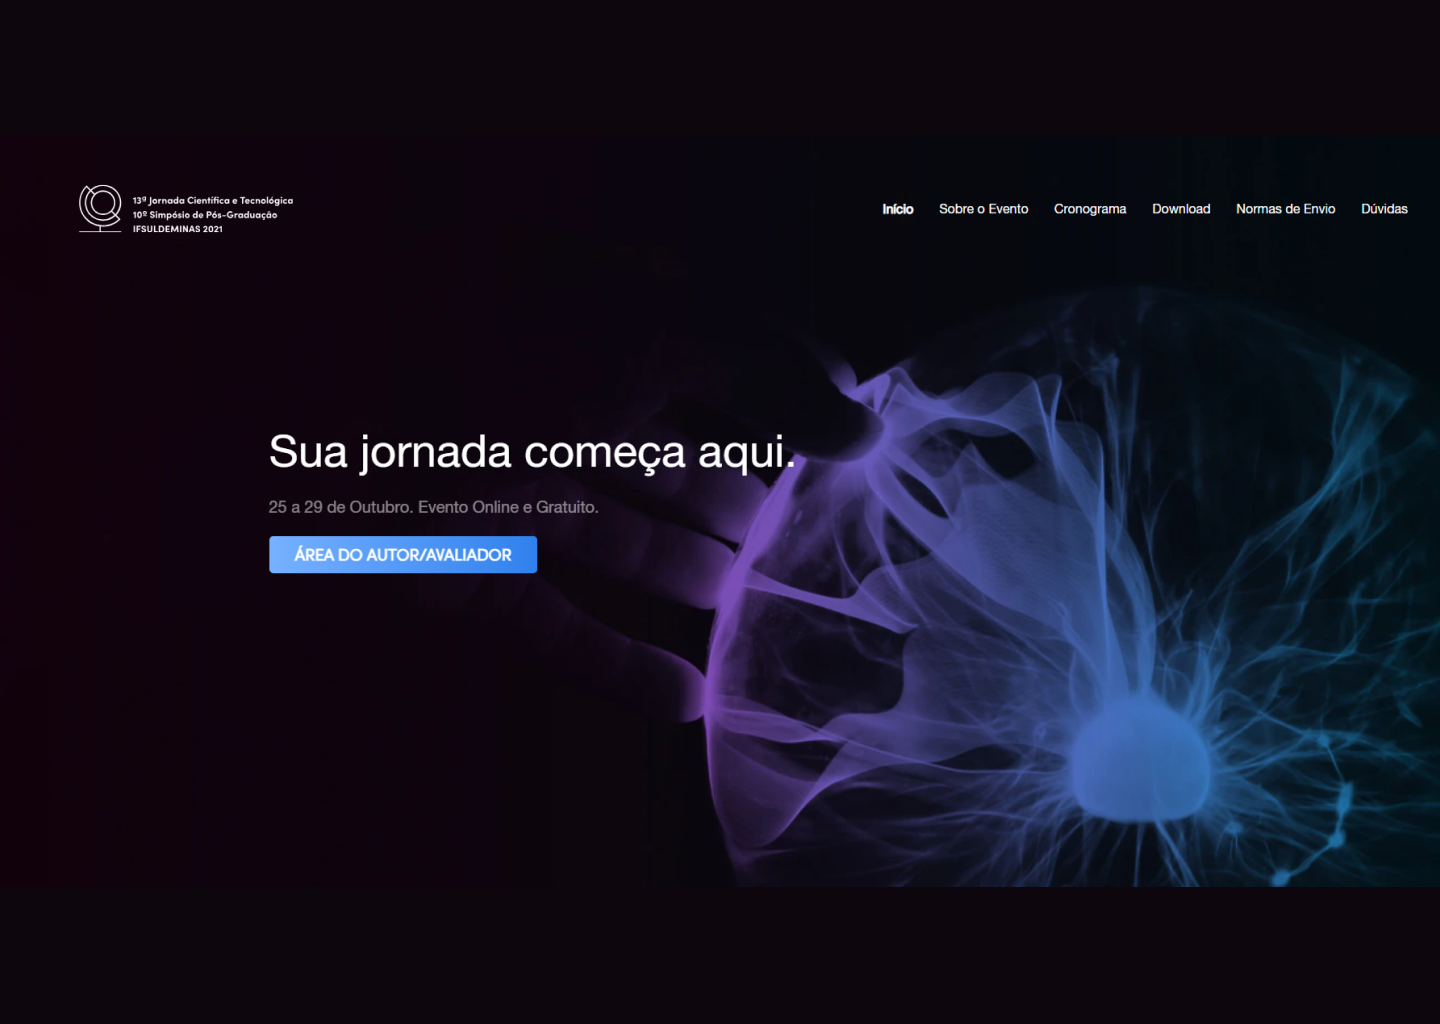 13ª Jornada Científica e Tecnológica
10º Simpósio de Pós-Graduação
IFSULDEMINAS 2021
Início Sobre o Evento Cronograma Download Normas de Envio Dúvidas
Sua jornada começa aqui.
25 a 29 de Outubro. Evento Online e Gratuito.
ÁREA DO AUTOR/AVALIADOR